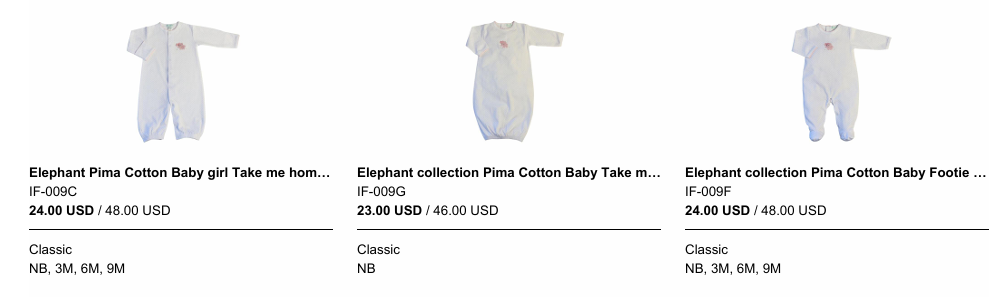 Elephant Pima Cotton Baby girl Take me hom...
IF-009C
24.00 USD / 48.00 USD
Classic
NB, 3M, 6M, 9M
Elephant collection Pima Cotton Baby Take m...
IF-009G
23.00 USD / 46.00 USD
Classic
NB
Elephant collection Pima Cotton Baby Footie ...
IF-009F
24.00 USD / 48.00 USD
Classic
NB, 3M, 6M, 9M